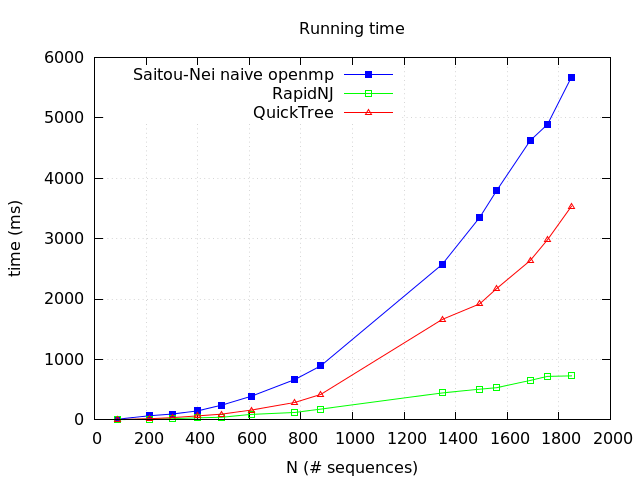 Running time
6000
5000
4000
3000
2000
1000
0
time (ms)
Saitou-Nei naive openmp
RapidNJ
QuickTree
0 200 400 600 800 1000 1200 1400 1600 1800 2000
N (# sequences)